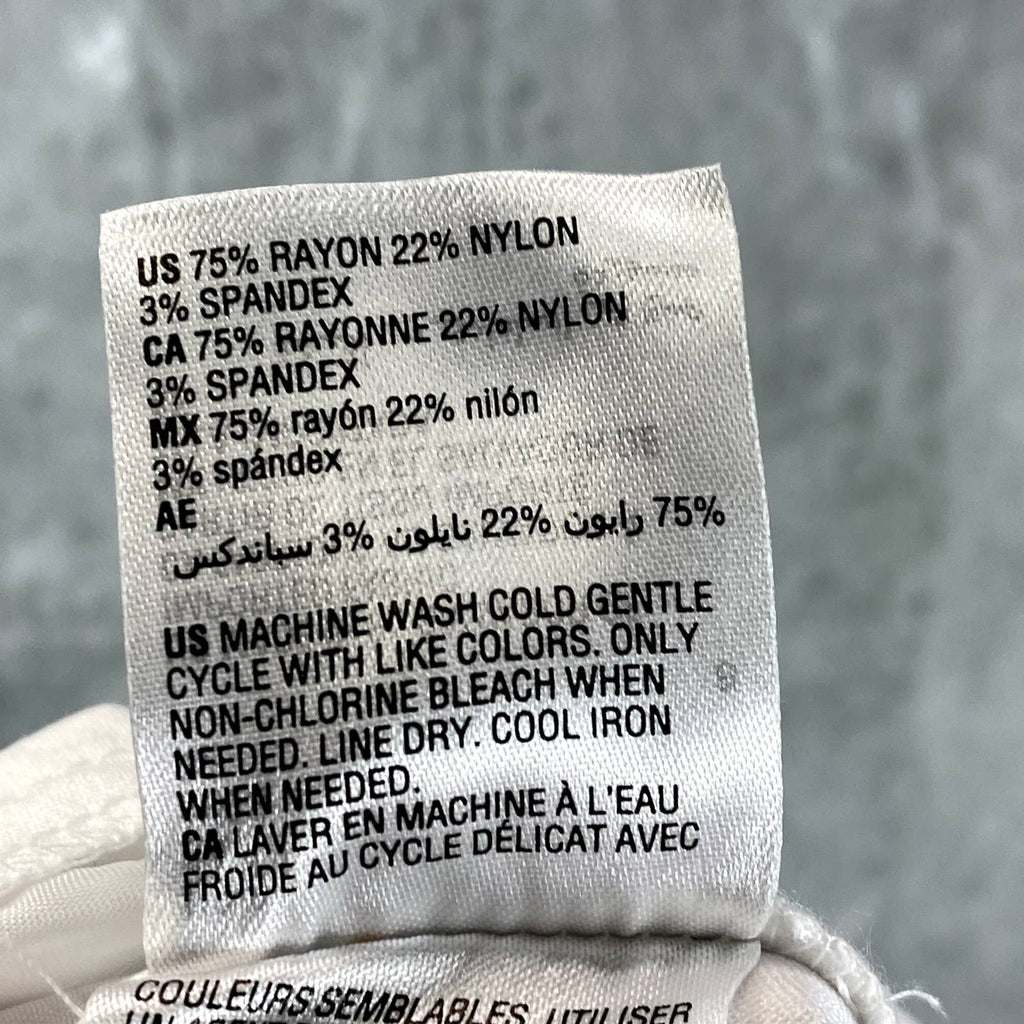 US 75% RAYON 22% NYLON
3% SPANDEX
CA 75% RAYONNE 22% NYLON
3% SPANDEX
MX 75% rayón 22% nilón
3% spándex
AE
75% رايون 22% نايلون 3% سباندكس
US MACHINE WASH COLD GENTLE
CYCLE WITH LIKE COLORS. ONLY
NON-CHLORINE BLEACH WHEN
NEEDED. LINE DRY. COOL IRON
WHEN NEEDED.
CA LAVER EN MACHINE À L'EAU
FROIDE AU CYCLE DÉLICAT AVEC
COULEURS SEMBLABLES. UTILISER
UN